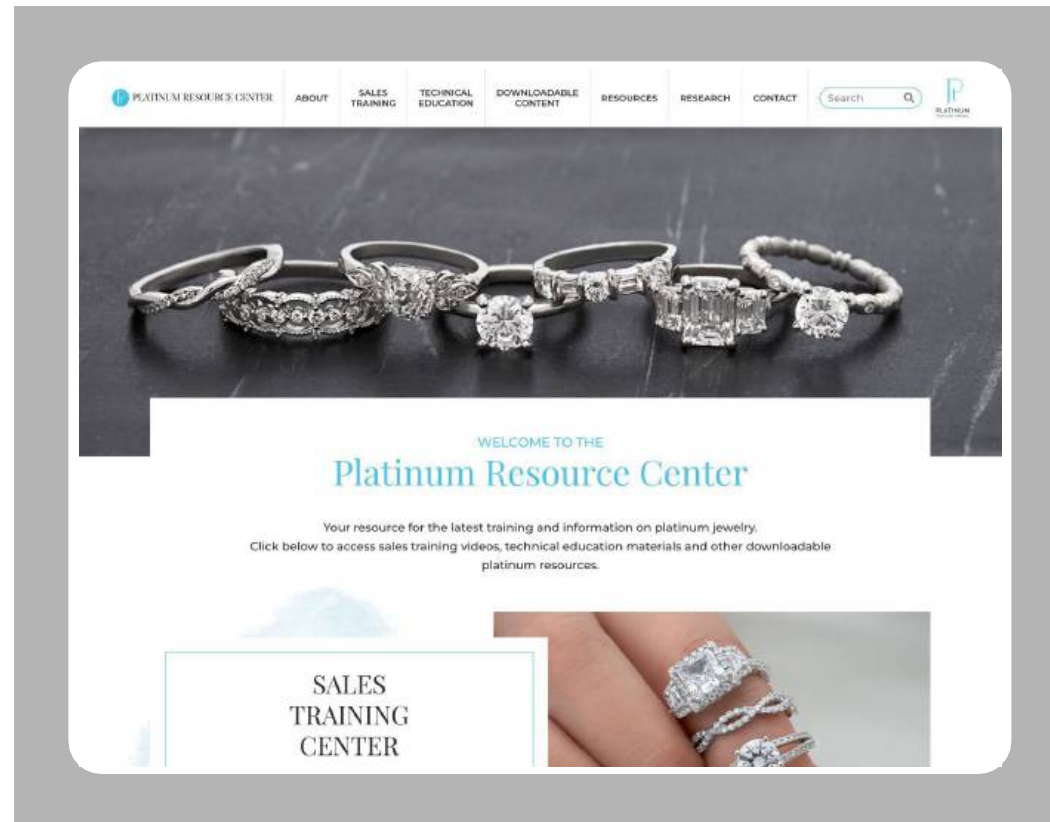 PLATINUM RESOURCE CENTER
ABOUT
SALES
TRAINING
TECHNICAL
EDUCATION
DOWNLOADABLE
CONTENT
RESOURCES
RESEARCH
CONTACT
Search
PLATINUM
WELCOME TO THE
Platinum Resource Center
Your resource for the latest training and information on platinum jewelry.
Click below to access sales training videos, technical education materials and other downloadable
platinum resources.
SALES
TRAINING
CENTER